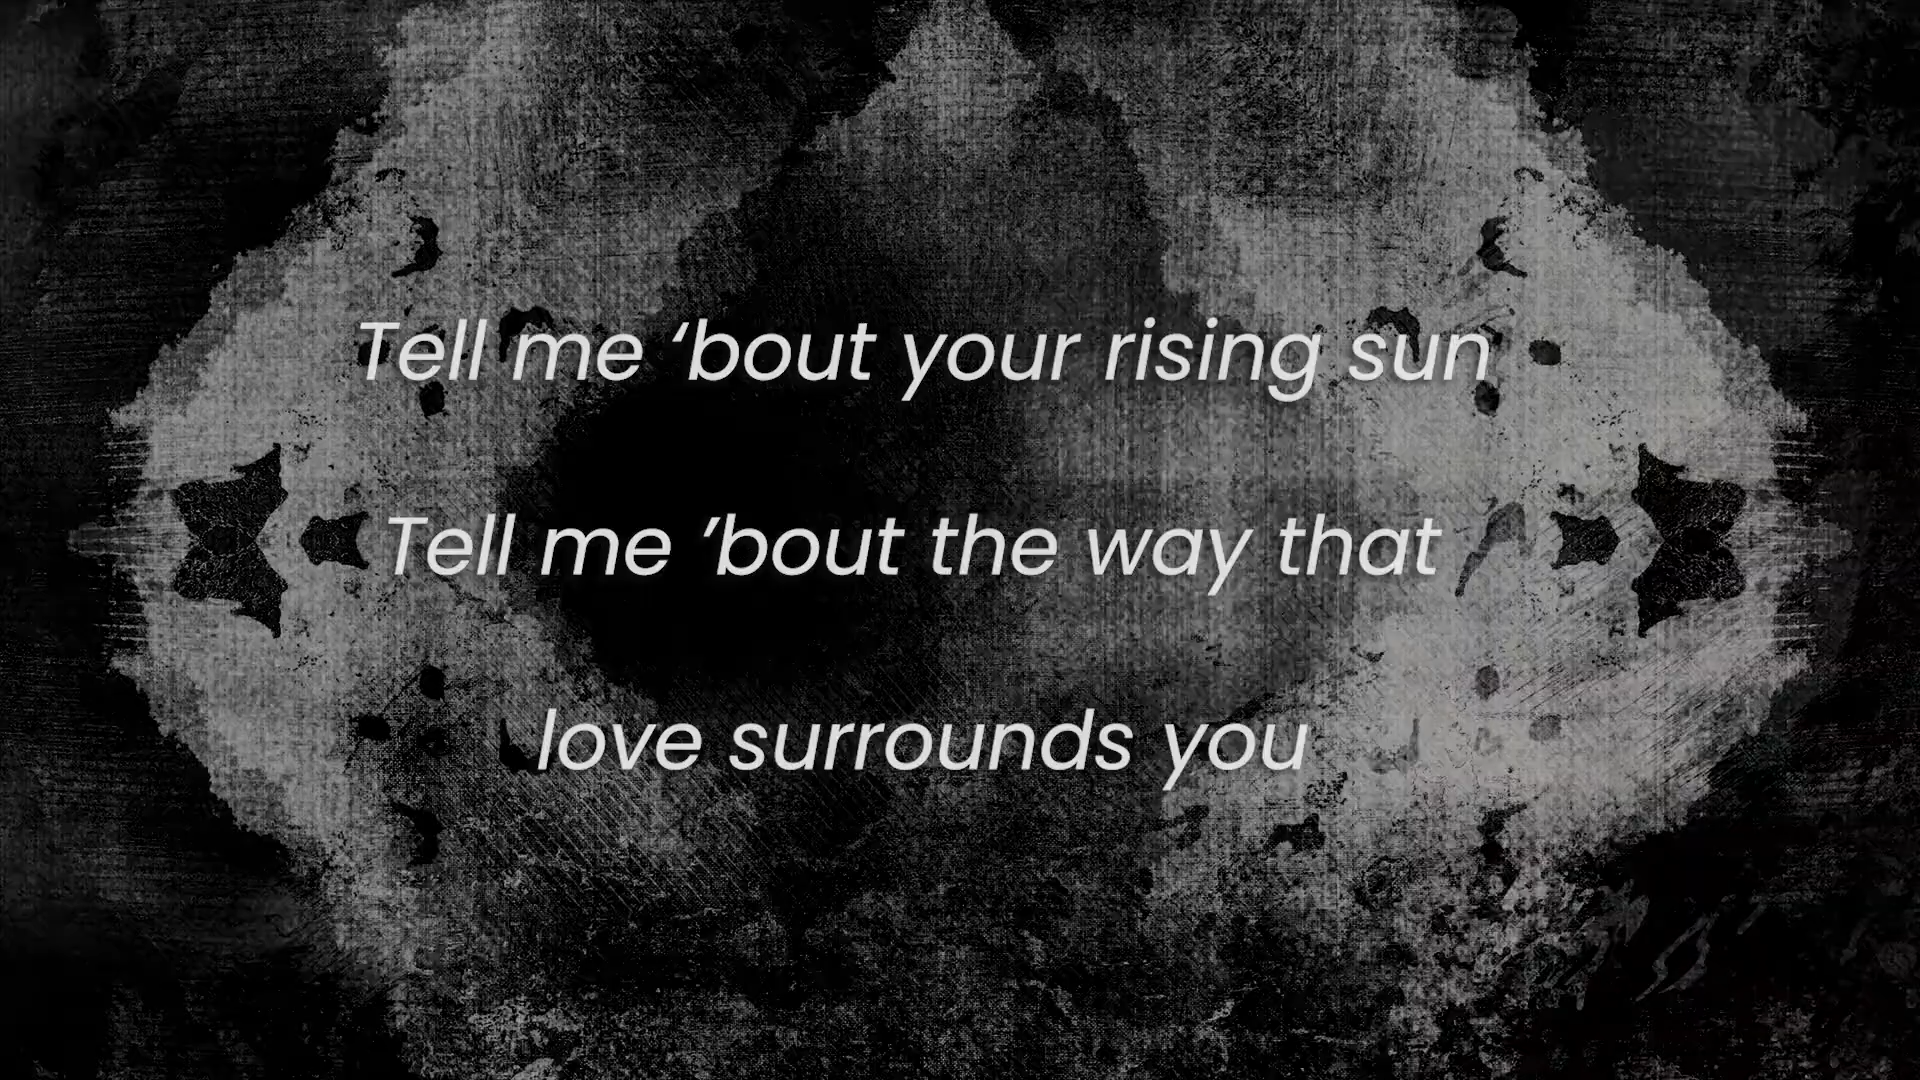 Tell me ‘bout your rising sun
Tell me ’bout the way that
love surrounds you